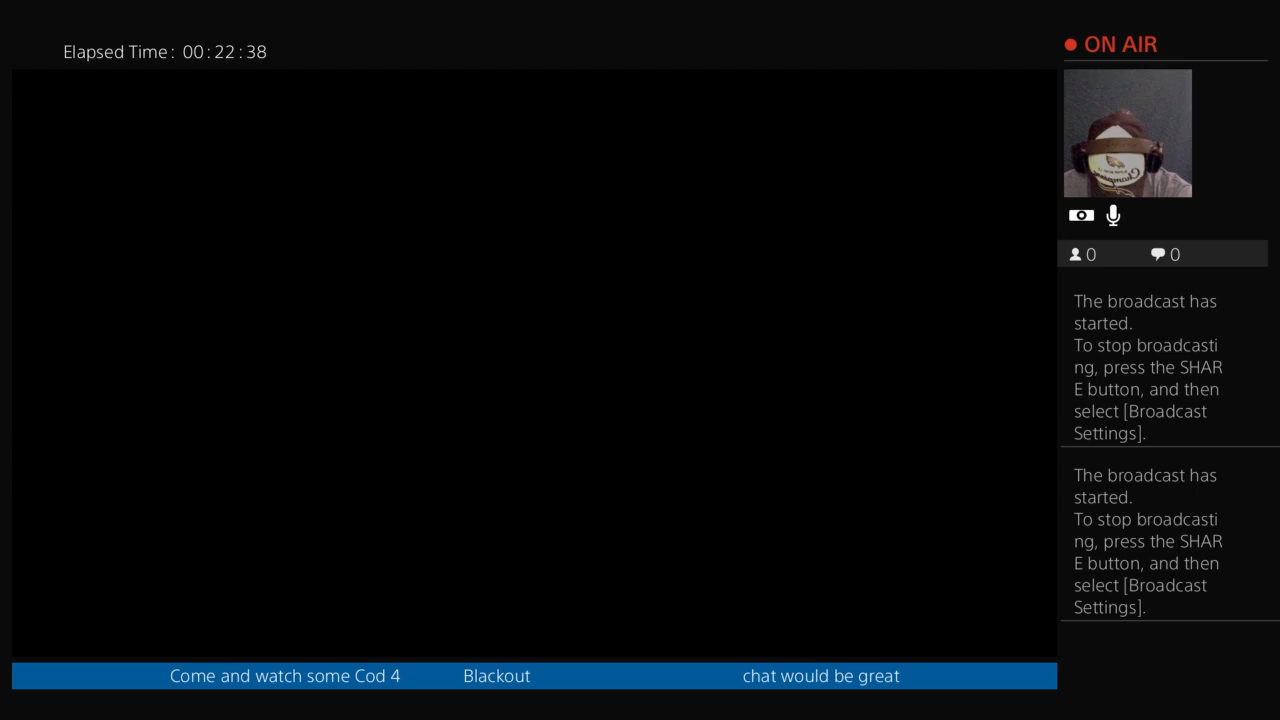 Elapsed Time: 00:22:38
ON AIR
0
0
The broadcast has
started.
To stop broadcasti
ng, press the SHAR
E button, and then
select [Broadcast
Settings].
The broadcast has
started.
To stop broadcasti
ng, press the SHAR
E button, and then
select [Broadcast
Settings].
Come and watch some Cod 4 Blackout chat would be great